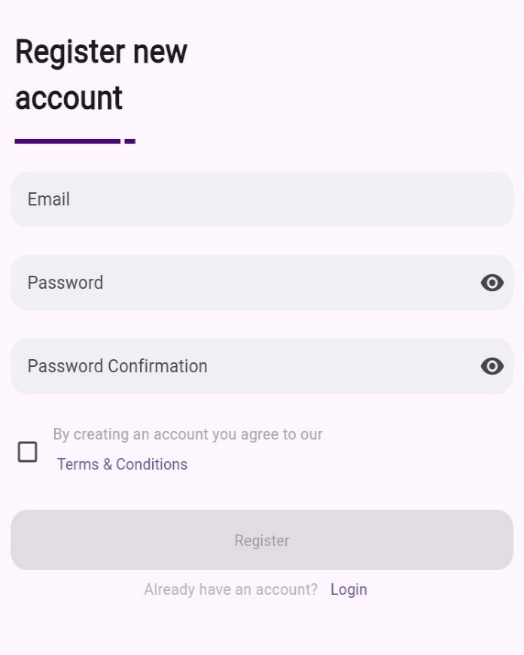 Register new
account
Email
Password
Password Confirmation
By creating an account you agree to our
Terms & Conditions
Register
Already have an account? Login